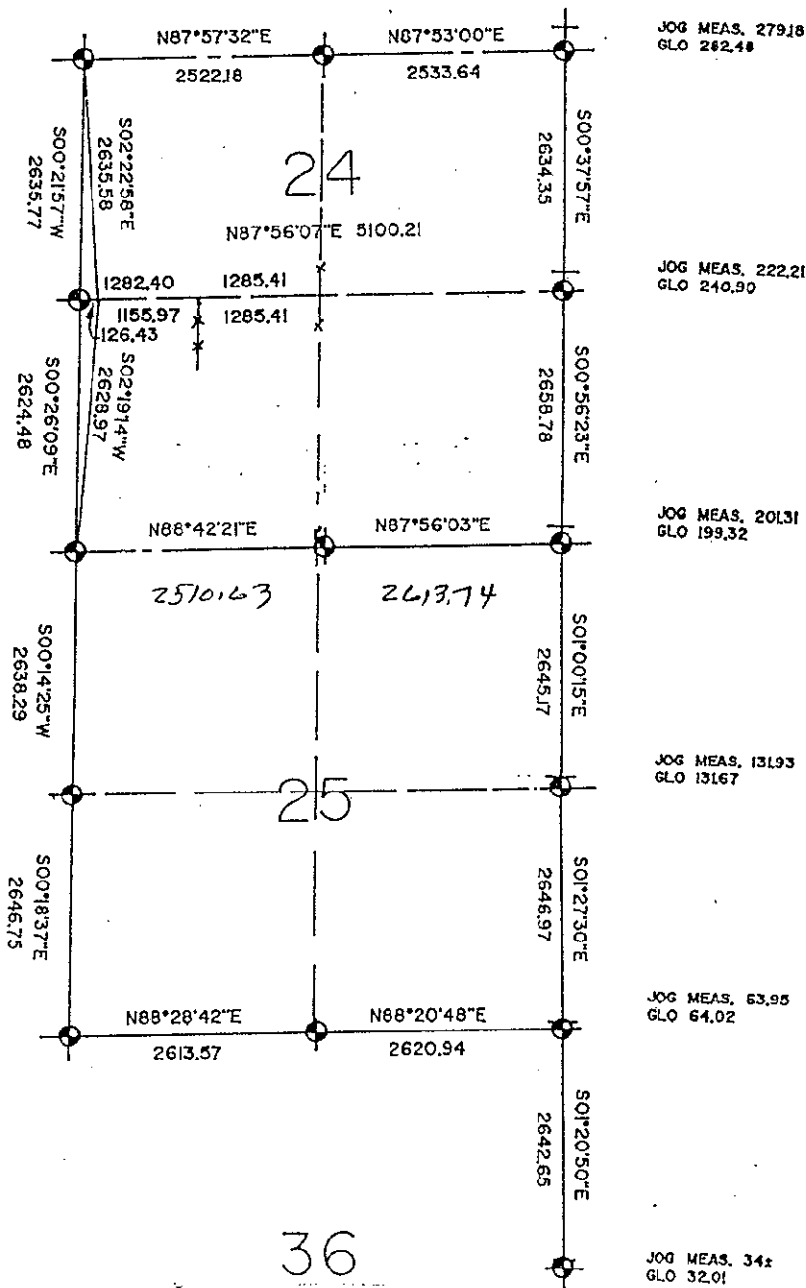 N87°57'32"E
2522.18
N87°53'00"E
2533.64
JOG MEAS. 279.18
GLO 282.48
S00°21'57"W
2635.77
S02°22'58"E
2635.58
24
S00°37'57"E
2634.35
N87°56'07"E 5100.21
1282.40
1285.41
1155.97
1285.41
126.43
JOG MEAS. 222.21
GLO 240.90
S00°26'09"E
2624.48
S02°19'14"W
2628.97
S00°56'23"E
2658.78
N88°42'21"E
2510.63
N87°56'03"E
2613.74
JOG MEAS. 201.31
GLO 199.32
S00°14'25"W
2638.29
S01°00'15"E
2645.17
25
JOG MEAS. 131.93
GLO 131.67
S00°18'37"E
2646.75
S01°27'30"E
2646.97
N88°28'42"E
2613.57
N88°20'48"E
2620.94
JOG MEAS. 63.95
GLO 64.02
S01°20'50"E
2642.65
36
JOG MEAS. 34±
GLO 32.01